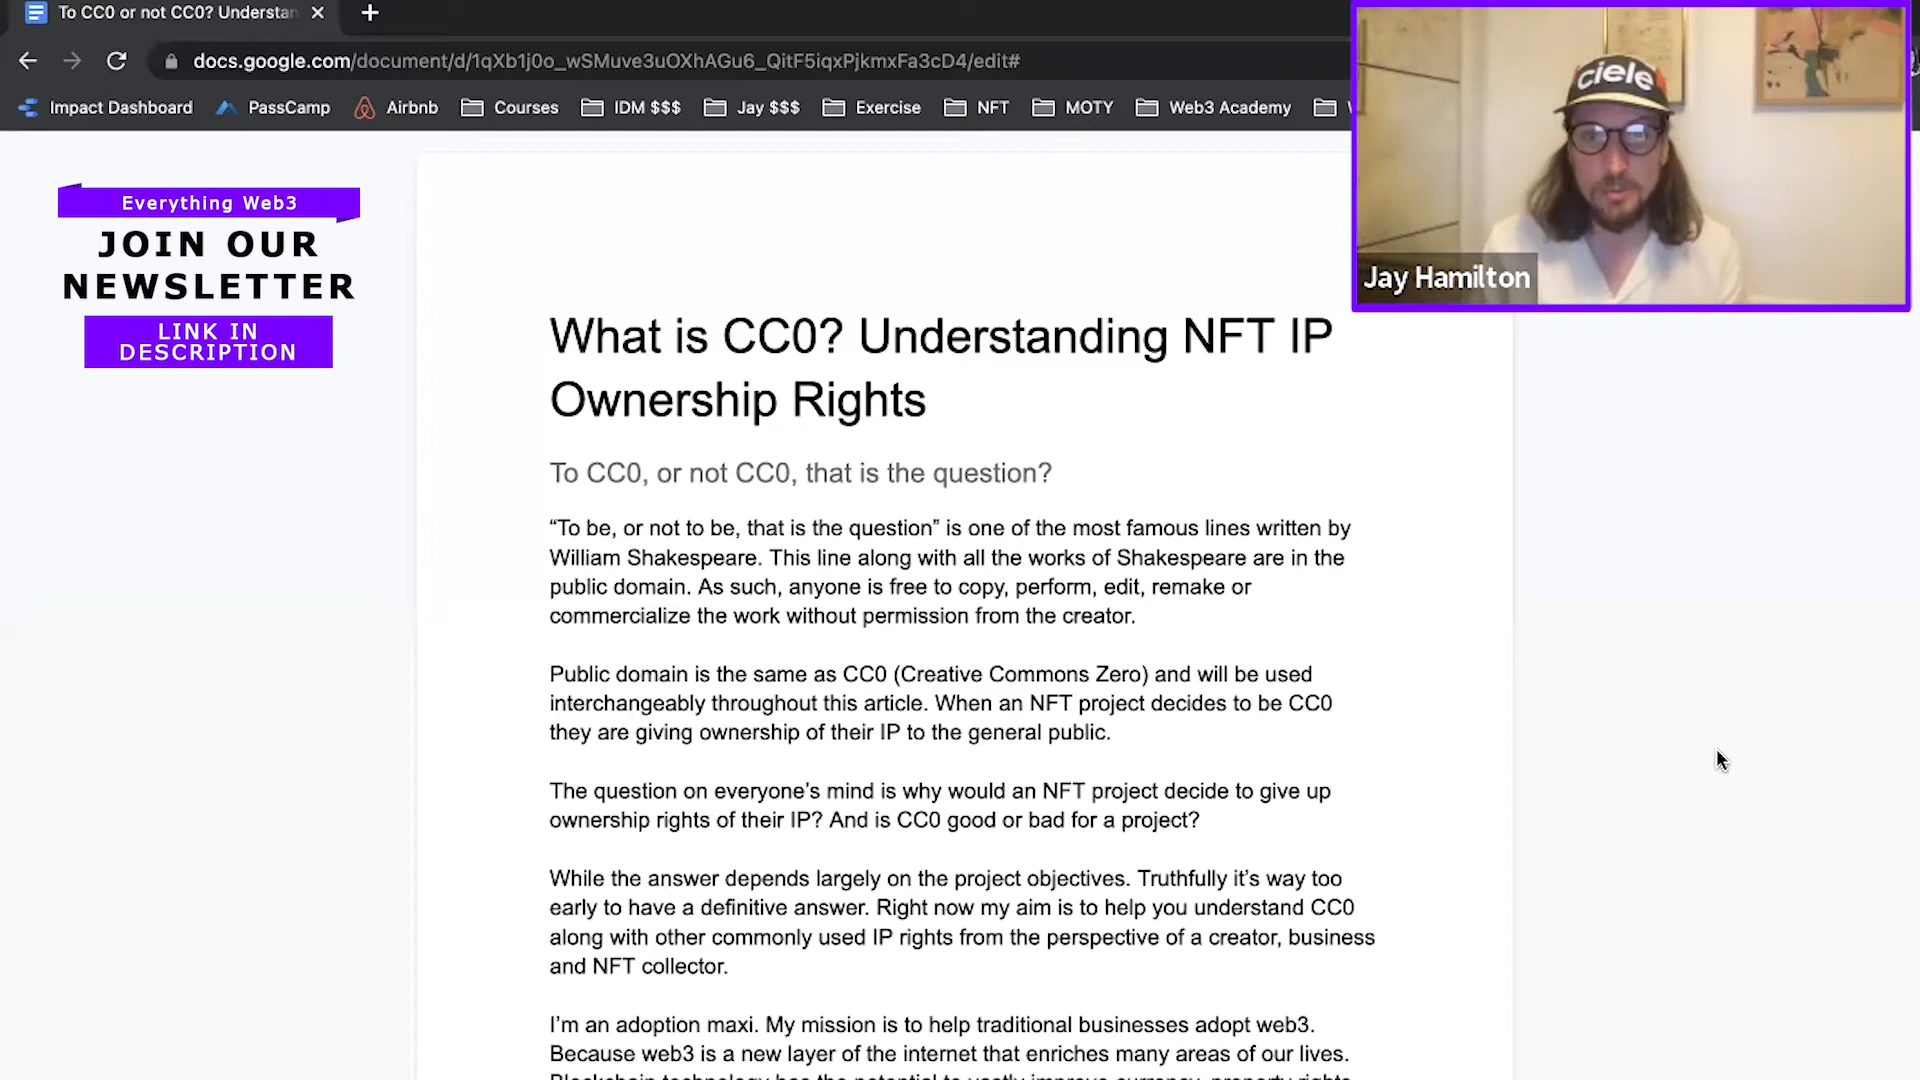 To CC0 or not CC0? Understan
docs.google.com/document/d/1qXb1j0o_wSMuve3uOXhAGu6_QitF5iqxPjkmxFa3cD4/edit#
Impact Dashboard PassCamp Airbnb Courses IDM $$$ Jay $$$ Exercise NFT MOTY Web3 Academy
ciele
Jay Hamilton
Everything Web3
JOIN OUR
NEWSLETTER
LINK IN
DESCRIPTION
What is CC0? Understanding NFT IP
Ownership Rights
To CC0, or not CC0, that is the question?
“To be, or not to be, that is the question” is one of the most famous lines written by
William Shakespeare. This line along with all the works of Shakespeare are in the
public domain. As such, anyone is free to copy, perform, edit, remake or
commercialize the work without permission from the creator.
Public domain is the same as CC0 (Creative Commons Zero) and will be used
interchangeably throughout this article. When an NFT project decides to be CC0
they are giving ownership of their IP to the general public.
The question on everyone’s mind is why would an NFT project decide to give up
ownership rights of their IP? And is CC0 good or bad for a project?
While the answer depends largely on the project objectives. Truthfully it’s way too
early to have a definitive answer. Right now my aim is to help you understand CC0
along with other commonly used IP rights from the perspective of a creator, business
and NFT collector.
I’m an adoption maxi. My mission is to help traditional businesses adopt web3.
Because web3 is a new layer of the internet that enriches many areas of our lives.